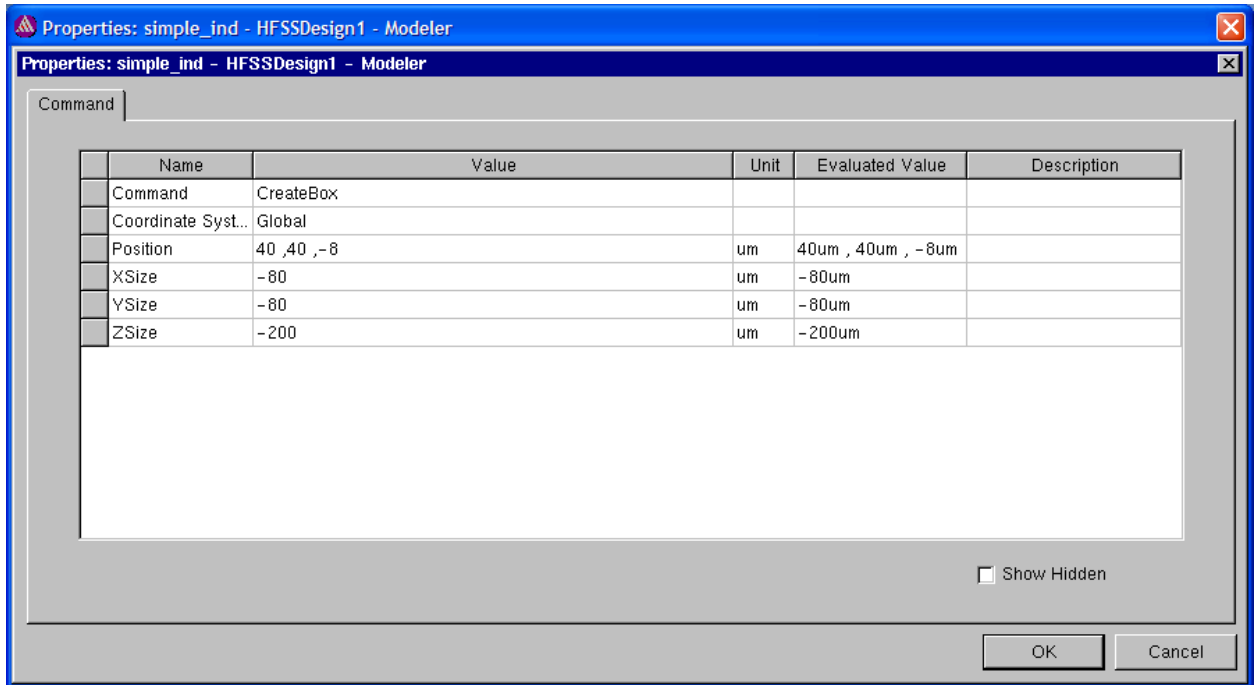 Properties: simple_ind - HFSSDesign1 - Modeler
Properties: simple_ind - HFSSDesign1 - Modeler
Command
Name Value Unit Evaluated Value Description
Command CreateBox
Coordinate Syst... Global
Position 40 ,40 ,-8 um 40um , 40um , -8um
XSize -80 um -80um
YSize -80 um -80um
ZSize -200 um -200um
Show Hidden
OK Cancel